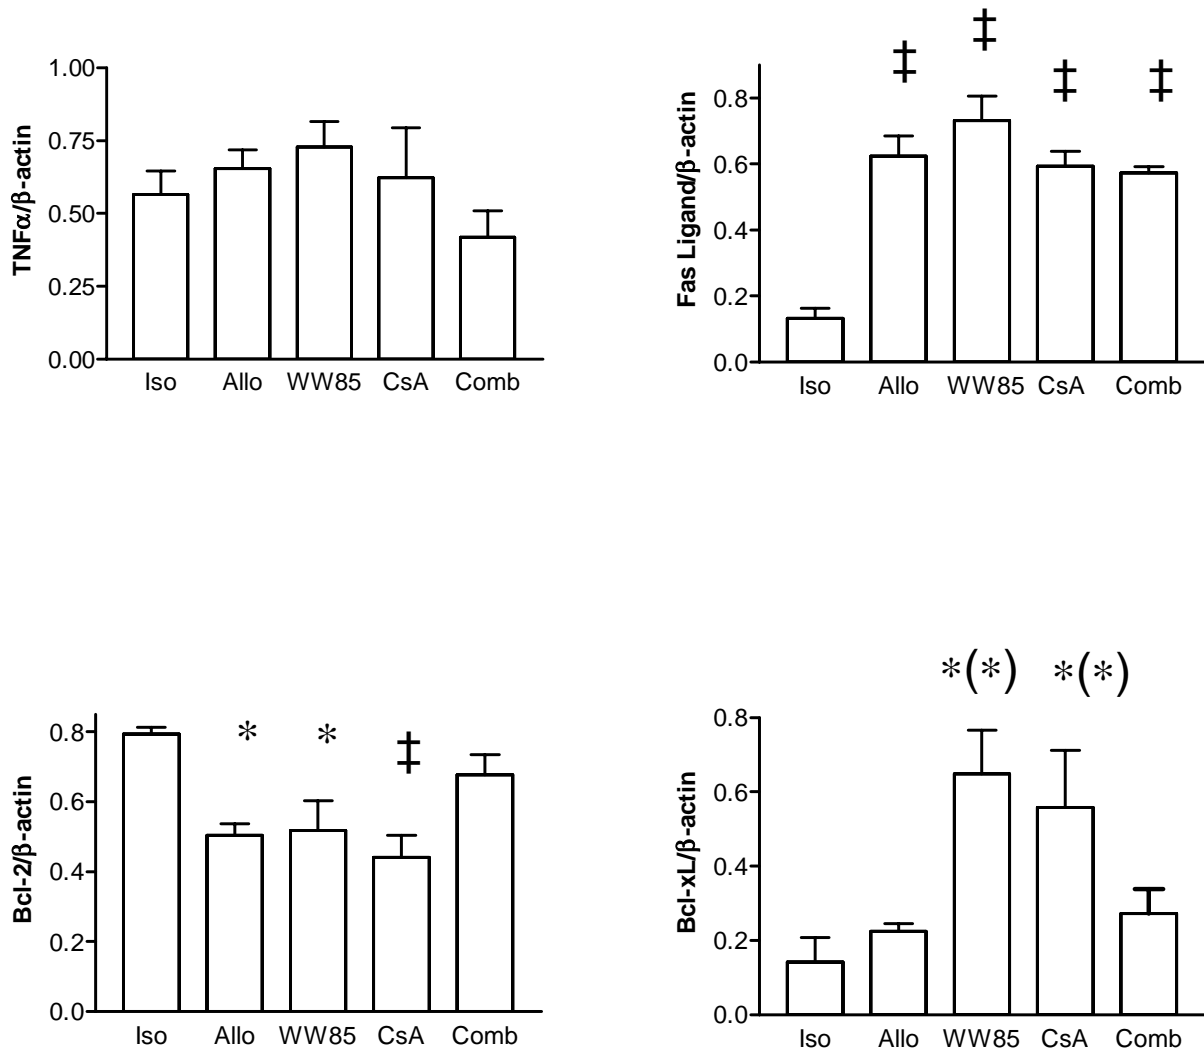 TNFα/β-actin
1.00
0.75
0.50
0.25
0.00
Iso Allo WW85 CsA Comb
Fas Ligand/β-actin
‡ ‡ ‡ ‡
0.8
0.6
0.4
0.2
0.0
Iso Allo WW85 CsA Comb
Bcl-2/β-actin
* * ‡
0.8
0.6
0.4
0.2
0.0
Iso Allo WW85 CsA Comb
Bcl-xL/β-actin
*(*) *(*)
0.8
0.6
0.4
0.2
0.0
Iso Allo WW85 CsA Comb